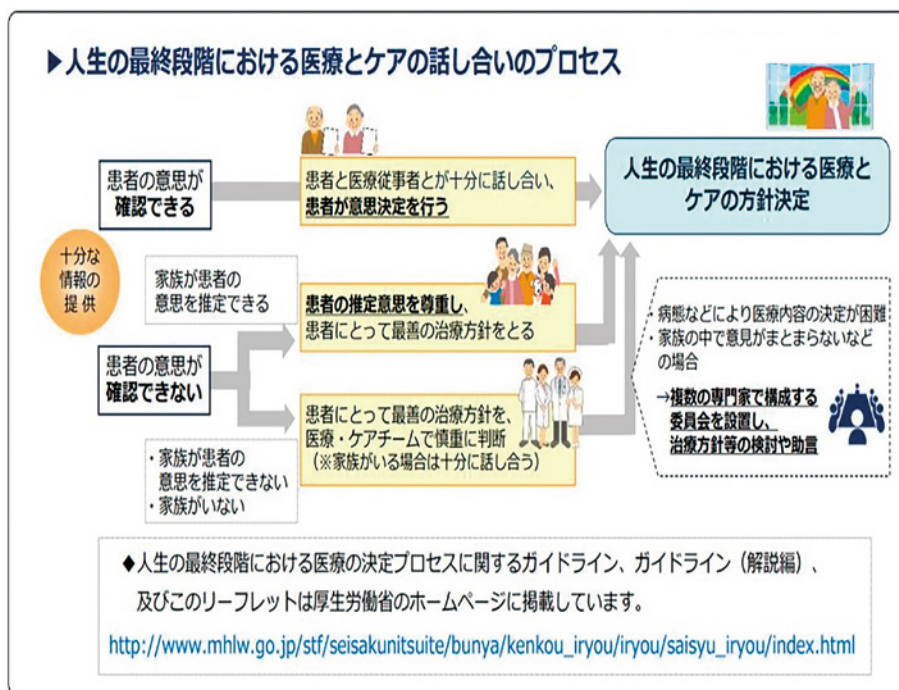 ▶人生の最終段階における医療とケアの話し合いのプロセス
患者の意思が
確認できる
患者と医療従事者とが十分に話し合い、
患者が意思決定を行う
人生の最終段階における医療と
ケアの方針決定
十分な
情報の
提供
家族が患者の
意思を推定できる
患者の推定意思を尊重し、
患者にとって最善の治療方針をとる
患者の意思が
確認できない
患者にとって最善の治療方針を、
医療・ケアチームで慎重に判断
（※家族がいる場合は十分に話し合う）
・家族が患者の
意思を推定できない
・家族がいない
・病態などにより医療内容の決定が困難
・家族の中で意見がまとまらないなど
の場合
→複数の専門家で構成する
委員会を設置し、
治療方針等の検討や助言
◆人生の最終段階における医療の決定プロセスに関するガイドライン、ガイドライン（解説編）、
及びこのリーフレットは厚生労働省のホームページに掲載しています。
http://www.mhlw.go.jp/stf/seisakunitsuite/bunya/kenkou_iryou/iryou/saisyu_iryou/index.html